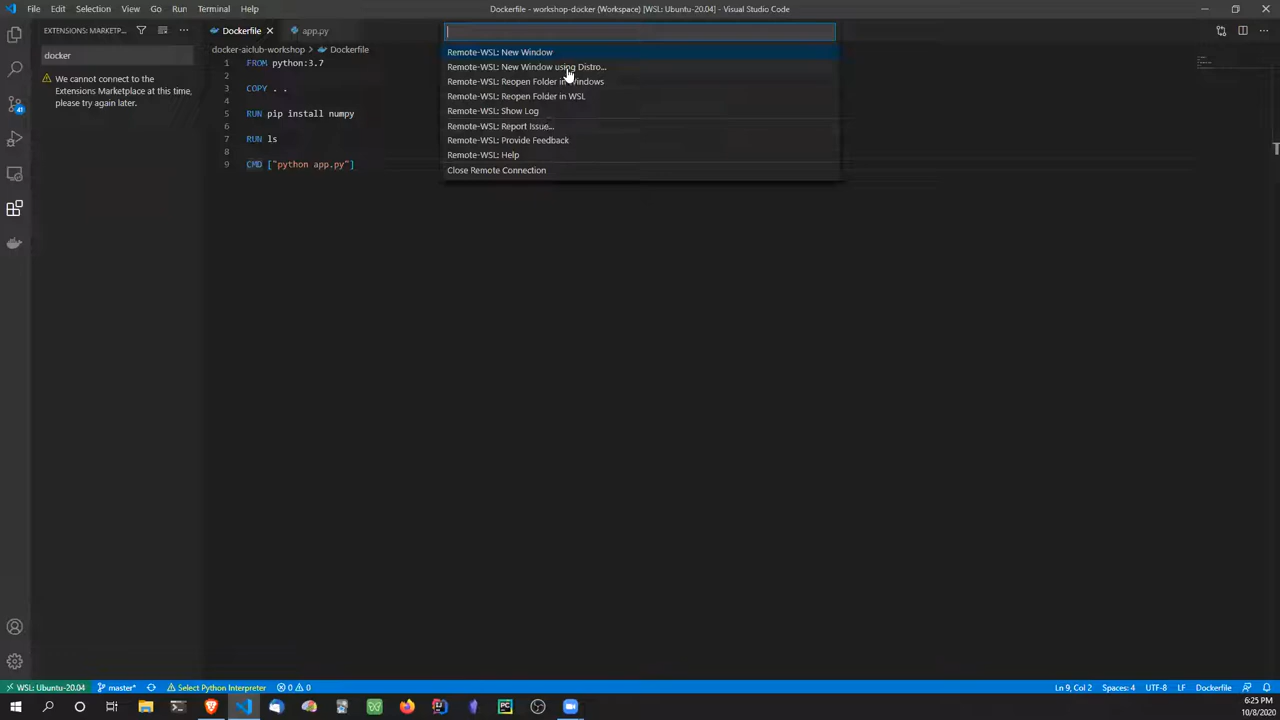 File Edit Selection View Go Run Terminal Help
Dockerfile - workshop-docker (Workspace) [WSL: Ubuntu-20.04] - Visual Studio Code
EXTENSIONS: MARKETP...
docker
We cannot connect to the
Extensions Marketplace at this time,
please try again later.
41
Dockerfile
app.py
docker-aiclub-workshop > Dockerfile
1 FROM python:3.7
2
3 COPY . .
4
5 RUN pip install numpy
6
7 RUN ls
8
9 CMD ["python app.py"]
Remote-WSL: New Window
Remote-WSL: New Window using Distro...
Remote-WSL: Reopen Folder in Windows
Remote-WSL: Reopen Folder in WSL
Remote-WSL: Show Log
Remote-WSL: Report Issue...
Remote-WSL: Provide Feedback
Remote-WSL: Help
Close Remote Connection
WSL: Ubuntu-20.04 master* Select Python Interpreter 0 0
Ln 9, Col 2 Spaces: 4 UTF-8 LF Dockerfile
PC
6:25 PM
10/8/2020